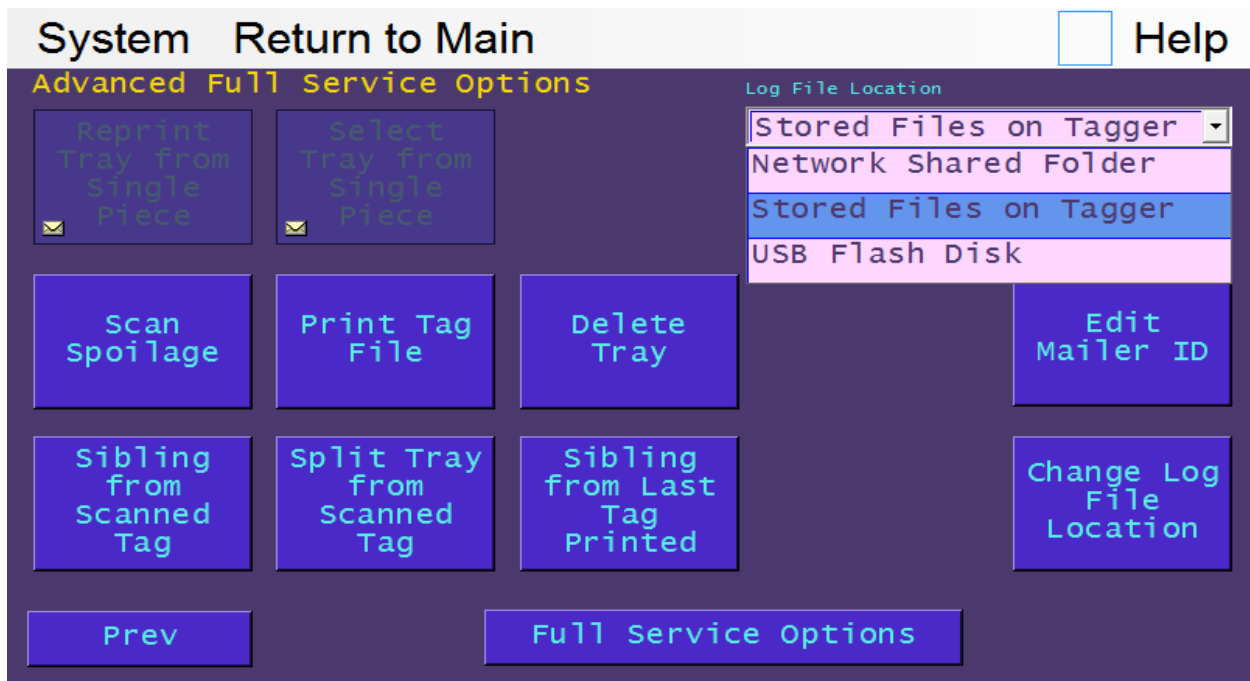 System Return to Main Help
Advanced Full Service Options
Log File Location
Stored Files on Tagger
Network Shared Folder
Stored Files on Tagger
USB Flash Disk
Reprint
Tray from
Single
Piece
Select
Tray from
Single
Piece
Scan
Spoilage
Print Tag
File
Delete
Tray
Edit
Mailer ID
Sibling
from
Scanned
Tag
Split Tray
from
Scanned
Tag
Sibling
from Last
Tag
Printed
Change Log
File
Location
Prev
Full Service Options